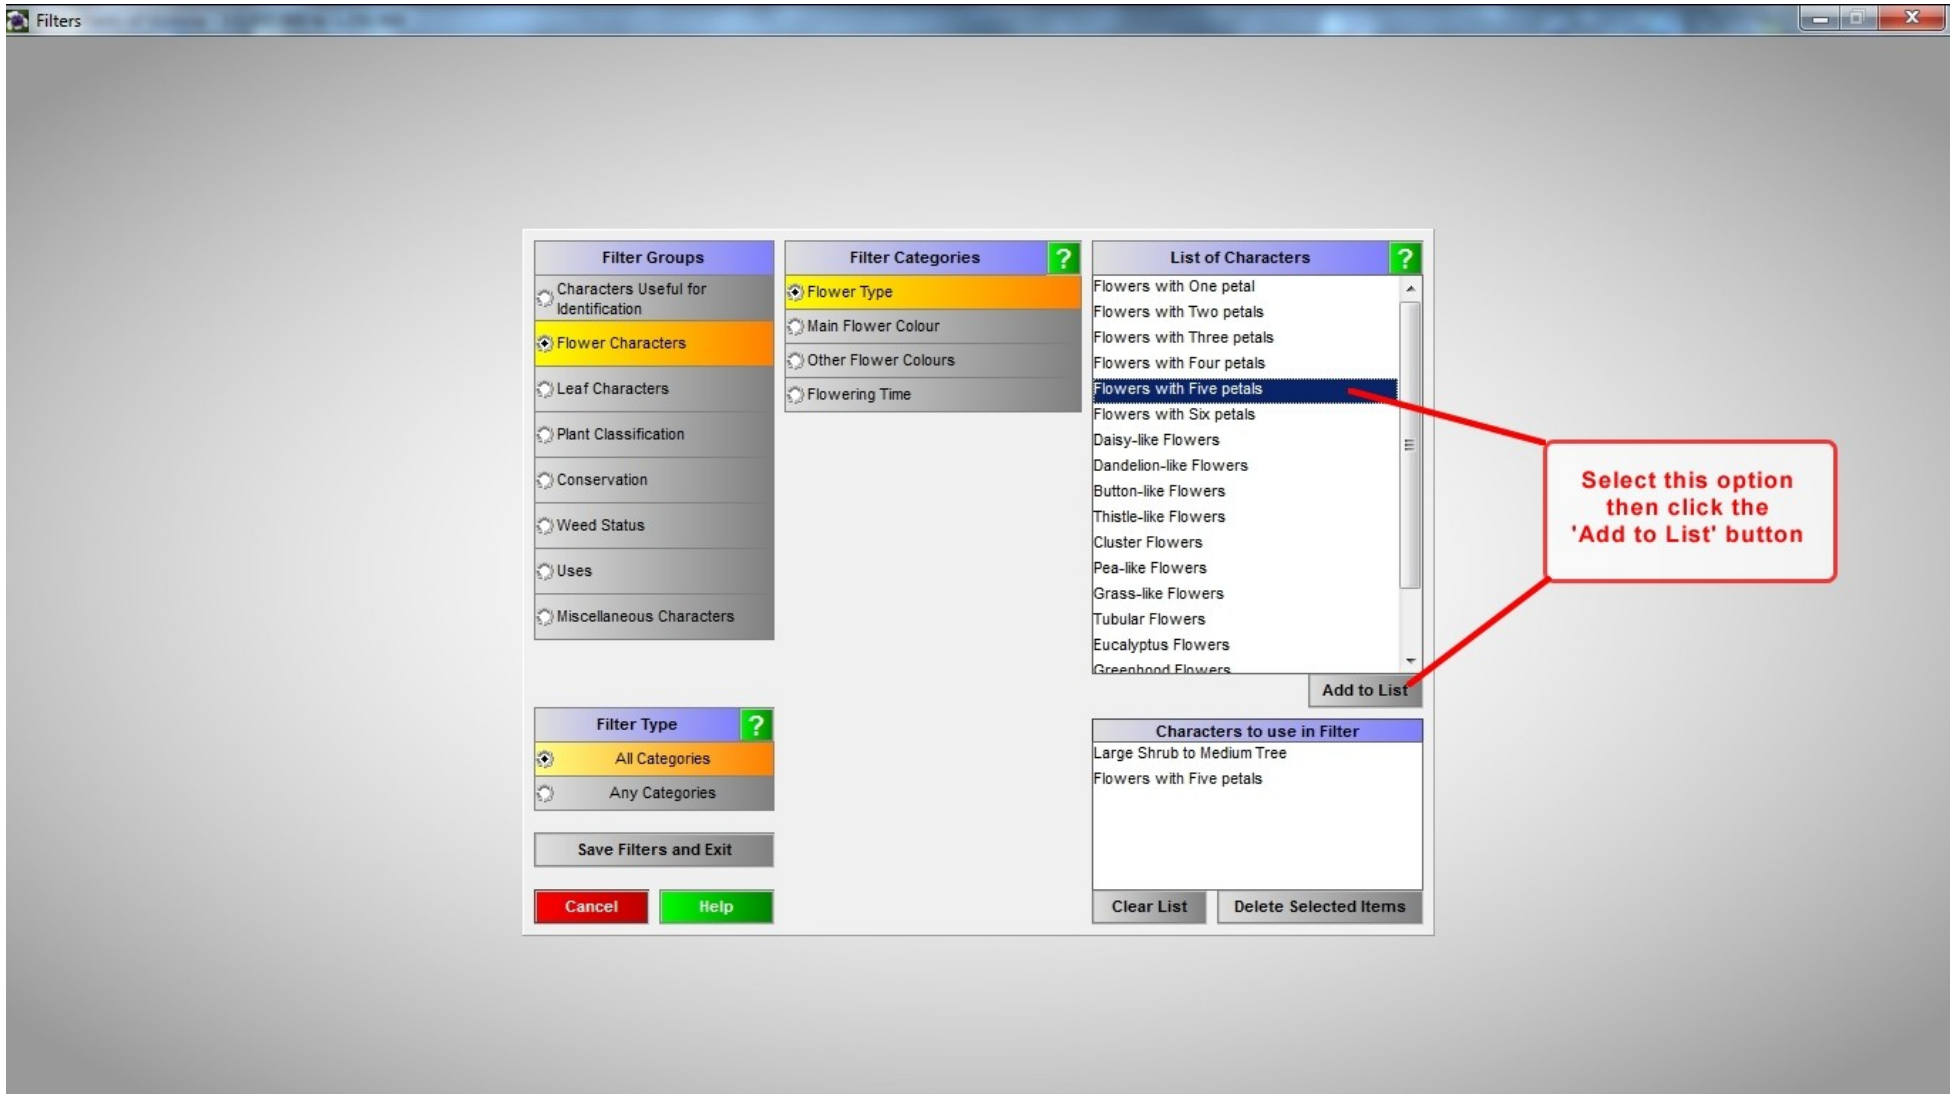 Filters
Filter Groups
Characters Useful for
Identification
Flower Characters
Leaf Characters
Plant Classification
Conservation
Weed Status
Uses
Miscellaneous Characters
Filter Categories
?
Flower Type
Main Flower Colour
Other Flower Colours
Flowering Time
List of Characters
?
Flowers with One petal
Flowers with Two petals
Flowers with Three petals
Flowers with Four petals
Flowers with Five petals
Flowers with Six petals
Daisy-like Flowers
Dandelion-like Flowers
Button-like Flowers
Thistle-like Flowers
Cluster Flowers
Pea-like Flowers
Grass-like Flowers
Tubular Flowers
Eucalyptus Flowers
Greenhood Flowers
Add to List
Select this option
then click the
'Add to List' button
Filter Type
?
All Categories
Any Categories
Save Filters and Exit
Cancel
Help
Characters to use in Filter
Large Shrub to Medium Tree
Flowers with Five petals
Clear List
Delete Selected Items